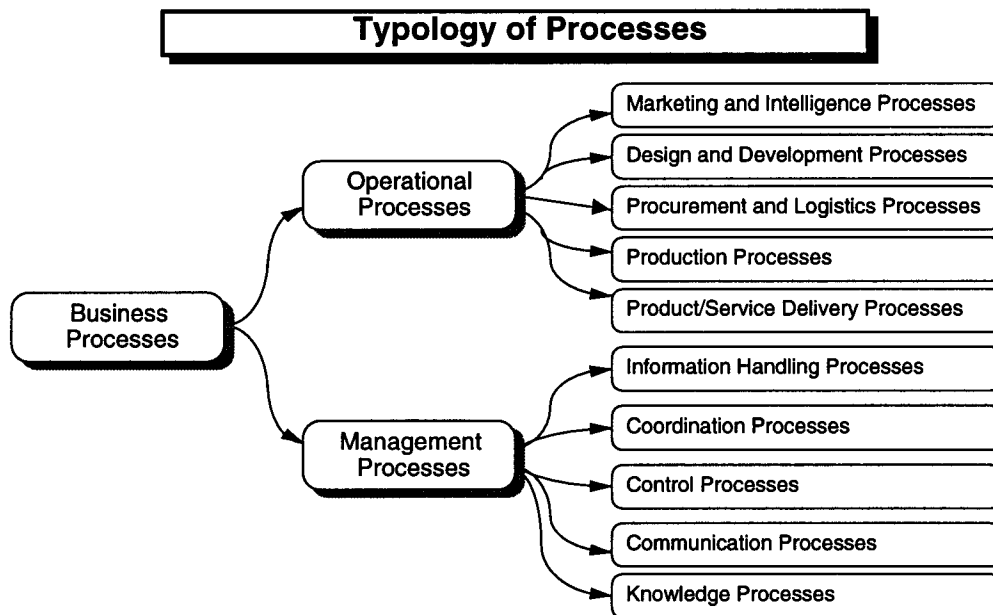 Typology of Processes
Marketing and Intelligence Processes
Design and Development Processes
Operational
Processes
Procurement and Logistics Processes
Production Processes
Product/Service Delivery Processes
Business
Processes
Information Handling Processes
Coordination Processes
Management
Processes
Control Processes
Communication Processes
Knowledge Processes